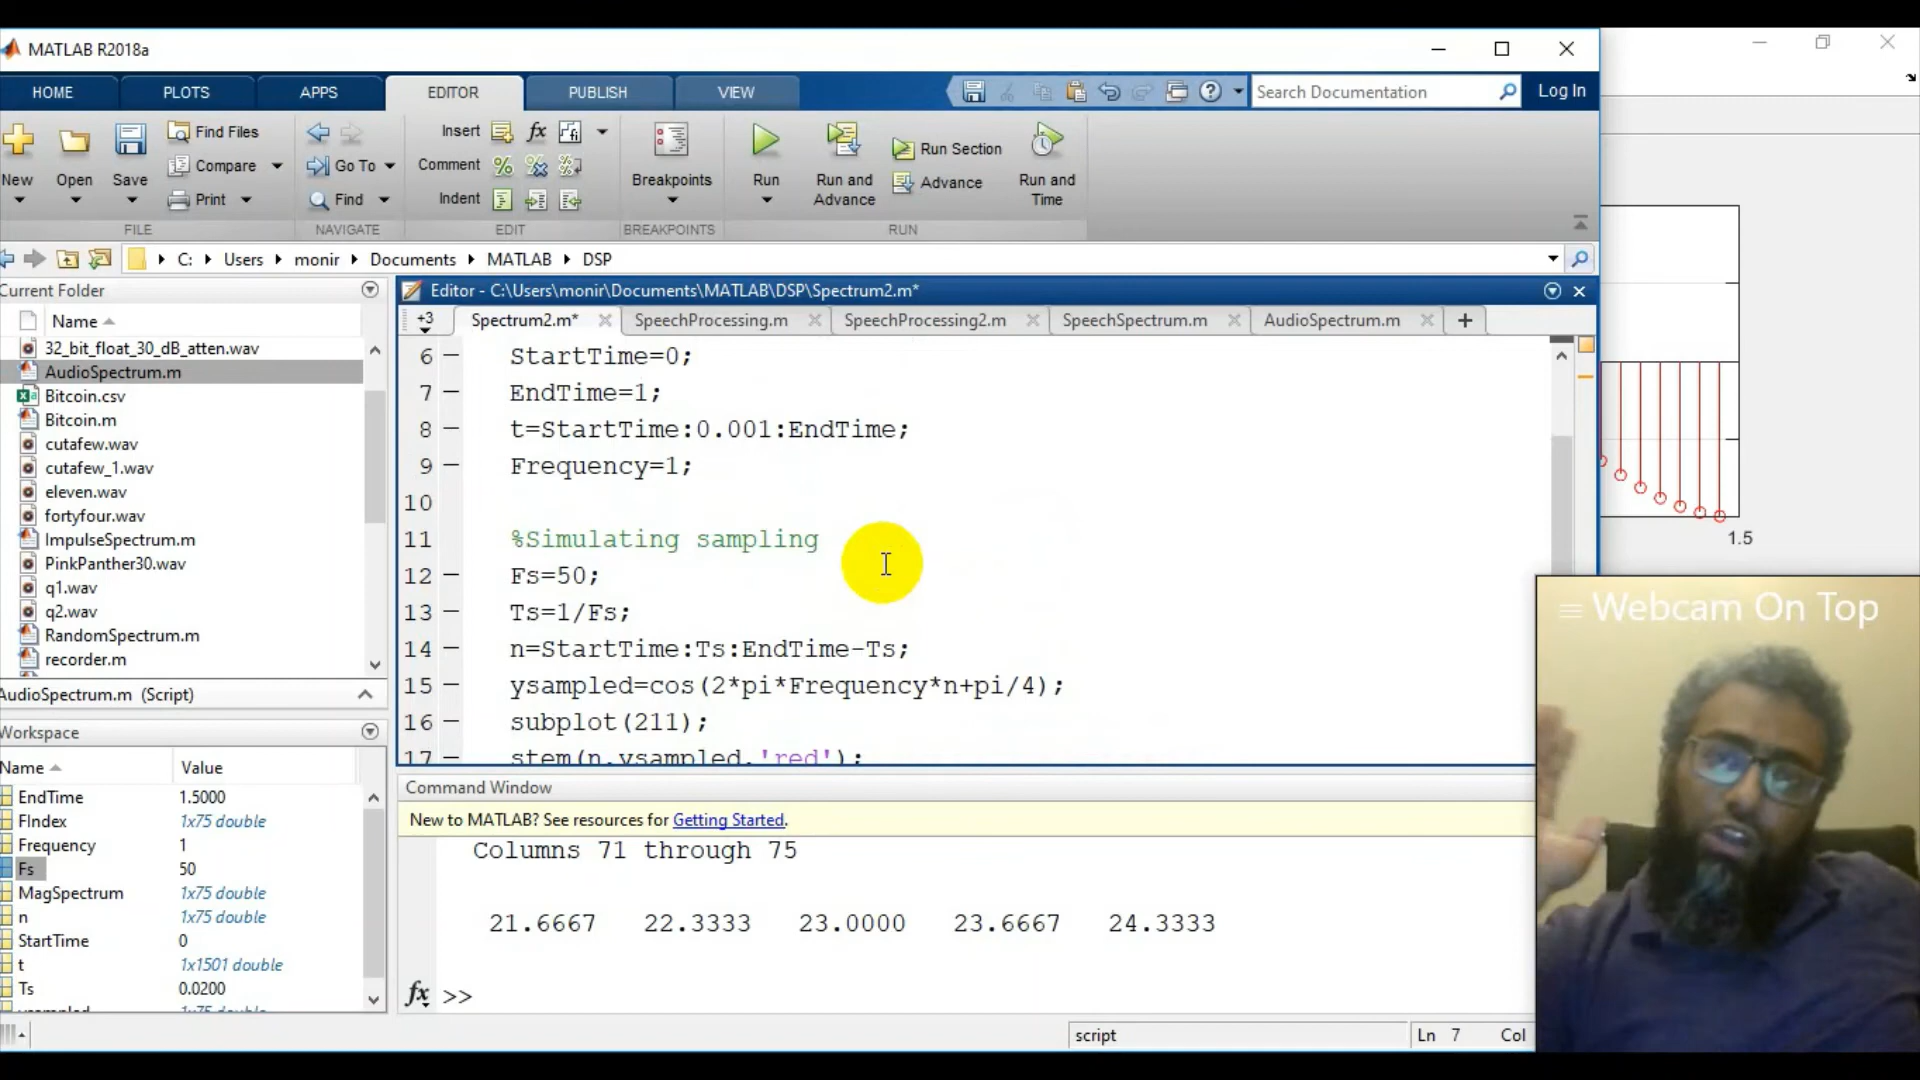 MATLAB R2018a
HOME
PLOTS
APPS
EDITOR
PUBLISH
VIEW
Search Documentation
Log In
New
Open
Save
Find Files
Compare
Print
FILE
Go To
Find
NAVIGATE
Insert
fx
Comment
Indent
EDIT
Breakpoints
BREAKPOINTS
Run
Run and
Advance
Run Section
Advance
Run and
Time
RUN
C: Users monir Documents MATLAB DSP
Current Folder
Name
32_bit_float_30_dB_atten.wav
AudioSpectrum.m
Bitcoin.csv
Bitcoin.m
cutafew.wav
cutafew_1.wav
eleven.wav
fortyfour.wav
ImpulseSpectrum.m
PinkPanther30.wav
q1.wav
q2.wav
RandomSpectrum.m
recorder.m
AudioSpectrum.m (Script)
Workspace
Name Value
EndTime 1.5000
FIndex 1x75 double
Frequency 1
Fs 50
MagSpectrum 1x75 double
n 1x75 double
StartTime 0
t 1x1501 double
Ts 0.0200
ysampled 1x75 double
Editor - C:\Users\monir\Documents\MATLAB\DSP\Spectrum2.m*
+3
Spectrum2.m*
SpeechProcessing.m
SpeechProcessing2.m
SpeechSpectrum.m
AudioSpectrum.m
6 StartTime=0;
7 EndTime=1;
8 t=StartTime:0.001:EndTime;
9 Frequency=1;
10
11 %Simulating sampling
12 Fs=50;
13 Ts=1/Fs;
14 n=StartTime:Ts:EndTime-Ts;
15 ysampled=cos(2*pi*Frequency*n+pi/4);
16 subplot(211);
17 stem(n,ysampled,'red');
Command Window
New to MATLAB? See resources for Getting Started.
Columns 71 through 75
21.6667 22.3333 23.0000 23.6667 24.3333
fx >>
script
Ln 7 Col
1.5
Webcam On Top